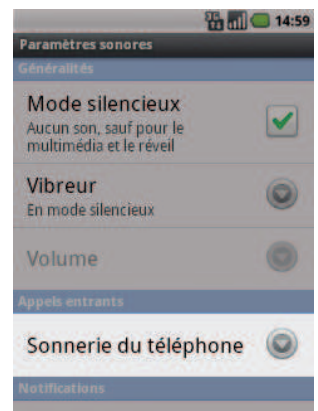 3G 14:59
Paramètres sonores
Généralités
Mode silencieux
Aucun son, sauf pour le
multimédia et le réveil
Vibreur
En mode silencieux
Volume
Appels entrants
Sonnerie du téléphone
Notifications